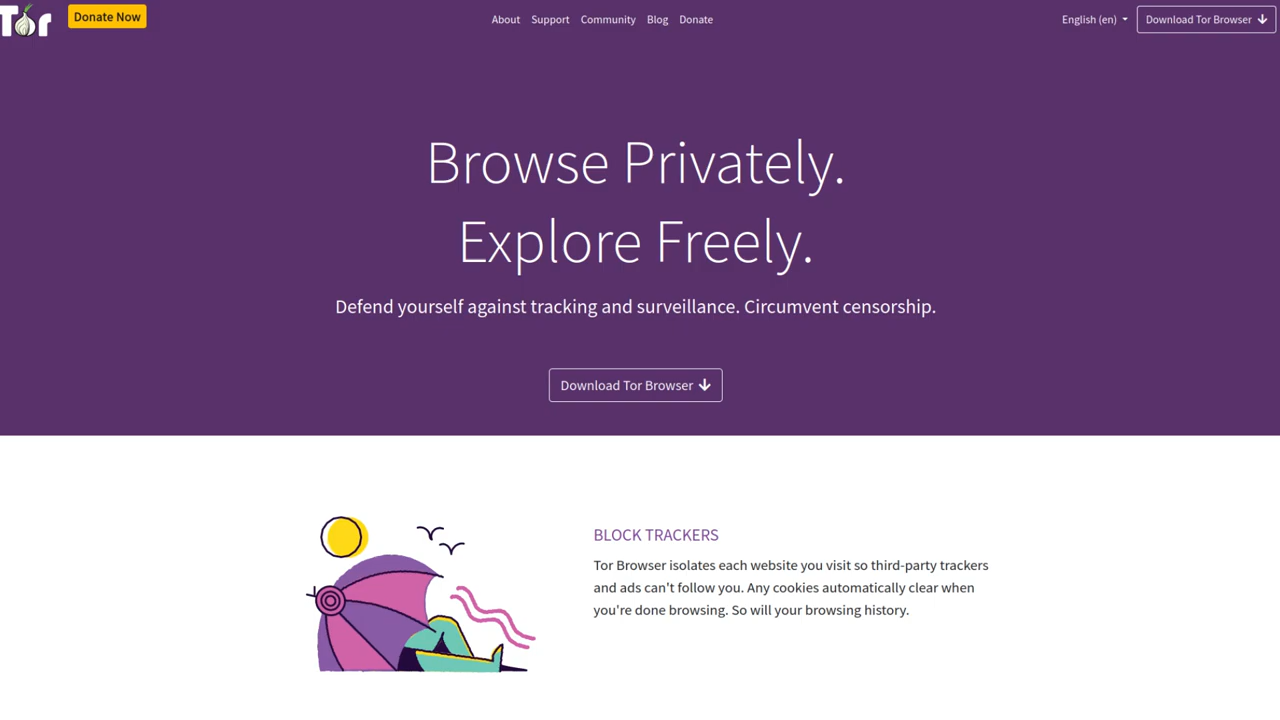 Tor
Donate Now
About Support Community Blog Donate
English (en)
Download Tor Browser
Browse Privately.
Explore Freely.
Defend yourself against tracking and surveillance. Circumvent censorship.
Download Tor Browser
BLOCK TRACKERS
Tor Browser isolates each website you visit so third-party trackers
and ads can't follow you. Any cookies automatically clear when
you're done browsing. So will your browsing history.